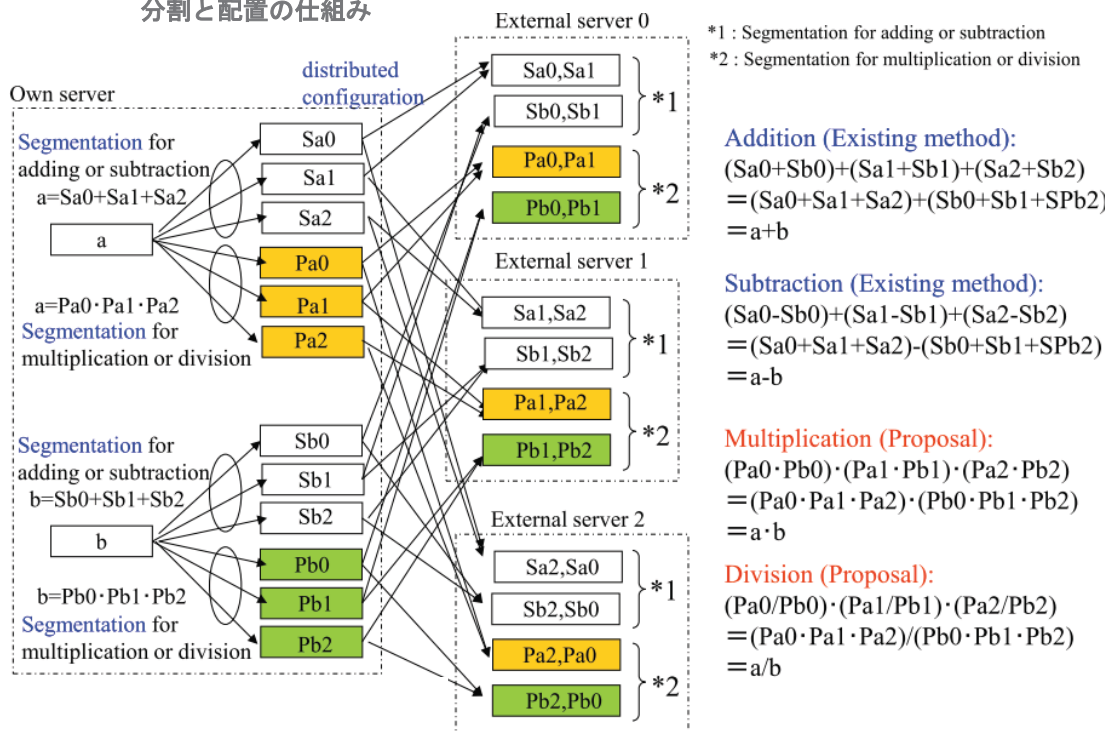 分割と配置の仕組み
Own server
distributed
configuration
Segmentation for
adding or subtraction
a=Sa0+Sa1+Sa2
a
a=Pa0·Pa1·Pa2
Segmentation for
multiplication or division
Sa0
Sa1
Sa2
Pa0
Pa1
Pa2
Segmentation for
adding or subtraction
b=Sb0+Sb1+Sb2
b
b=Pb0·Pb1·Pb2
Segmentation for
multiplication or division
Sb0
Sb1
Sb2
Pb0
Pb1
Pb2
External server 0
Sa0,Sa1
Sb0,Sb1
*1
Pa0,Pa1
Pb0,Pb1
*2
External server 1
Sa1,Sa2
Sb1,Sb2
*1
Pa1,Pa2
Pb1,Pb2
*2
External server 2
Sa2,Sa0
Sb2,Sb0
*1
Pa2,Pa0
Pb2,Pb0
*2
*1 : Segmentation for adding or subtraction
*2 : Segmentation for multiplication or division
Addition (Existing method):
(Sa0+Sb0)+(Sa1+Sb1)+(Sa2+Sb2)
=(Sa0+Sa1+Sa2)+(Sb0+Sb1+SPb2)
=a+b
Subtraction (Existing method):
(Sa0-Sb0)+(Sa1-Sb1)+(Sa2-Sb2)
=(Sa0+Sa1+Sa2)-(Sb0+Sb1+SPb2)
=a-b
Multiplication (Proposal):
(Pa0·Pb0)·(Pa1·Pb1)·(Pa2·Pb2)
=(Pa0·Pa1·Pa2)·(Pb0·Pb1·Pb2)
=a·b
Division (Proposal):
(Pa0/Pb0)·(Pa1/Pb1)·(Pa2/Pb2)
=(Pa0·Pa1·Pa2)/(Pb0·Pb1·Pb2)
=a/b